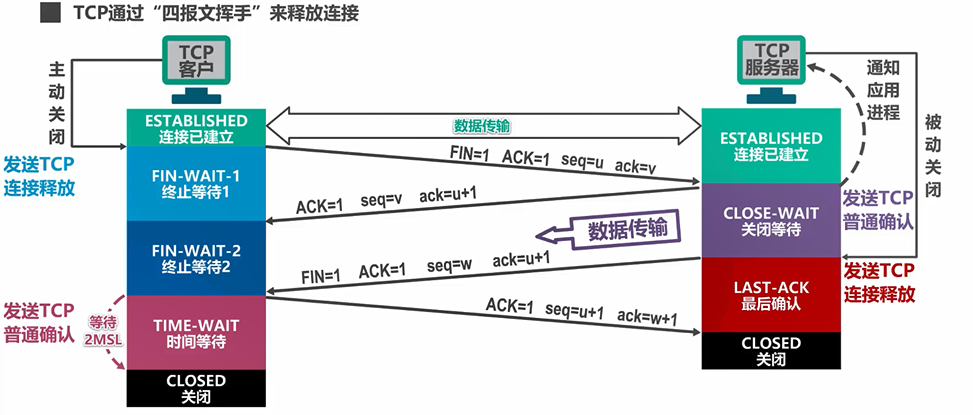 TCP通过“四报文挥手”来释放连接
TCP
客户
TCP
服务器
主动关闭
通知
应用
进程
被动关闭
ESTABLISHED
连接已建立
数据传输
ESTABLISHED
连接已建立
发送TCP
连接释放
FIN=1 ACK=1 seq=u ack=v
FIN-WAIT-1
终止等待1
ACK=1 seq=v ack=u+1
CLOSE-WAIT
关闭等待
发送TCP
普通确认
数据传输
FIN-WAIT-2
终止等待2
FIN=1 ACK=1 seq=w ack=u+1
LAST-ACK
最后确认
发送TCP
连接释放
发送TCP
普通确认
等待
2MSL
TIME-WAIT
时间等待
ACK=1 seq=u+1 ack=w+1
CLOSED
关闭
CLOSED
关闭